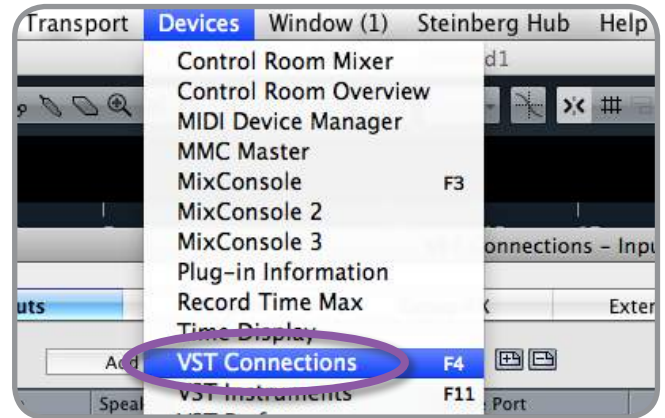 Transport Devices Window (1) Steinberg Hub Help
Control Room Mixer d1
Control Room Overview
MIDI Device Manager
MMC Master
MixConsole F3
MixConsole 2
MixConsole 3 onnections – Inpu
Plug-in Information
uts Record Time Max Exter
Time Display
Add VST Connections F4
Speak VST Instruments F11 Port